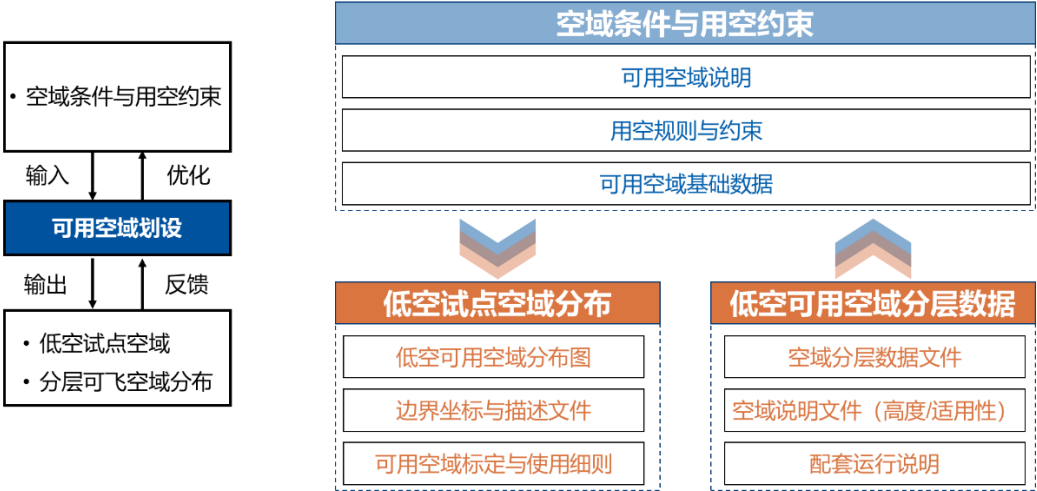 • 空域条件与用空约束
输入
优化
可用空域划设
输出
反馈
• 低空试点空域
• 分层可飞空域分布
空域条件与用空约束
可用空域说明
用空规则与约束
可用空域基础数据
低空试点空域分布
低空可用空域分布图
边界坐标与描述文件
可用空域标定与使用细则
低空可用空域分层数据
空域分层数据文件
空域说明文件（高度/适用性）
配套运行说明